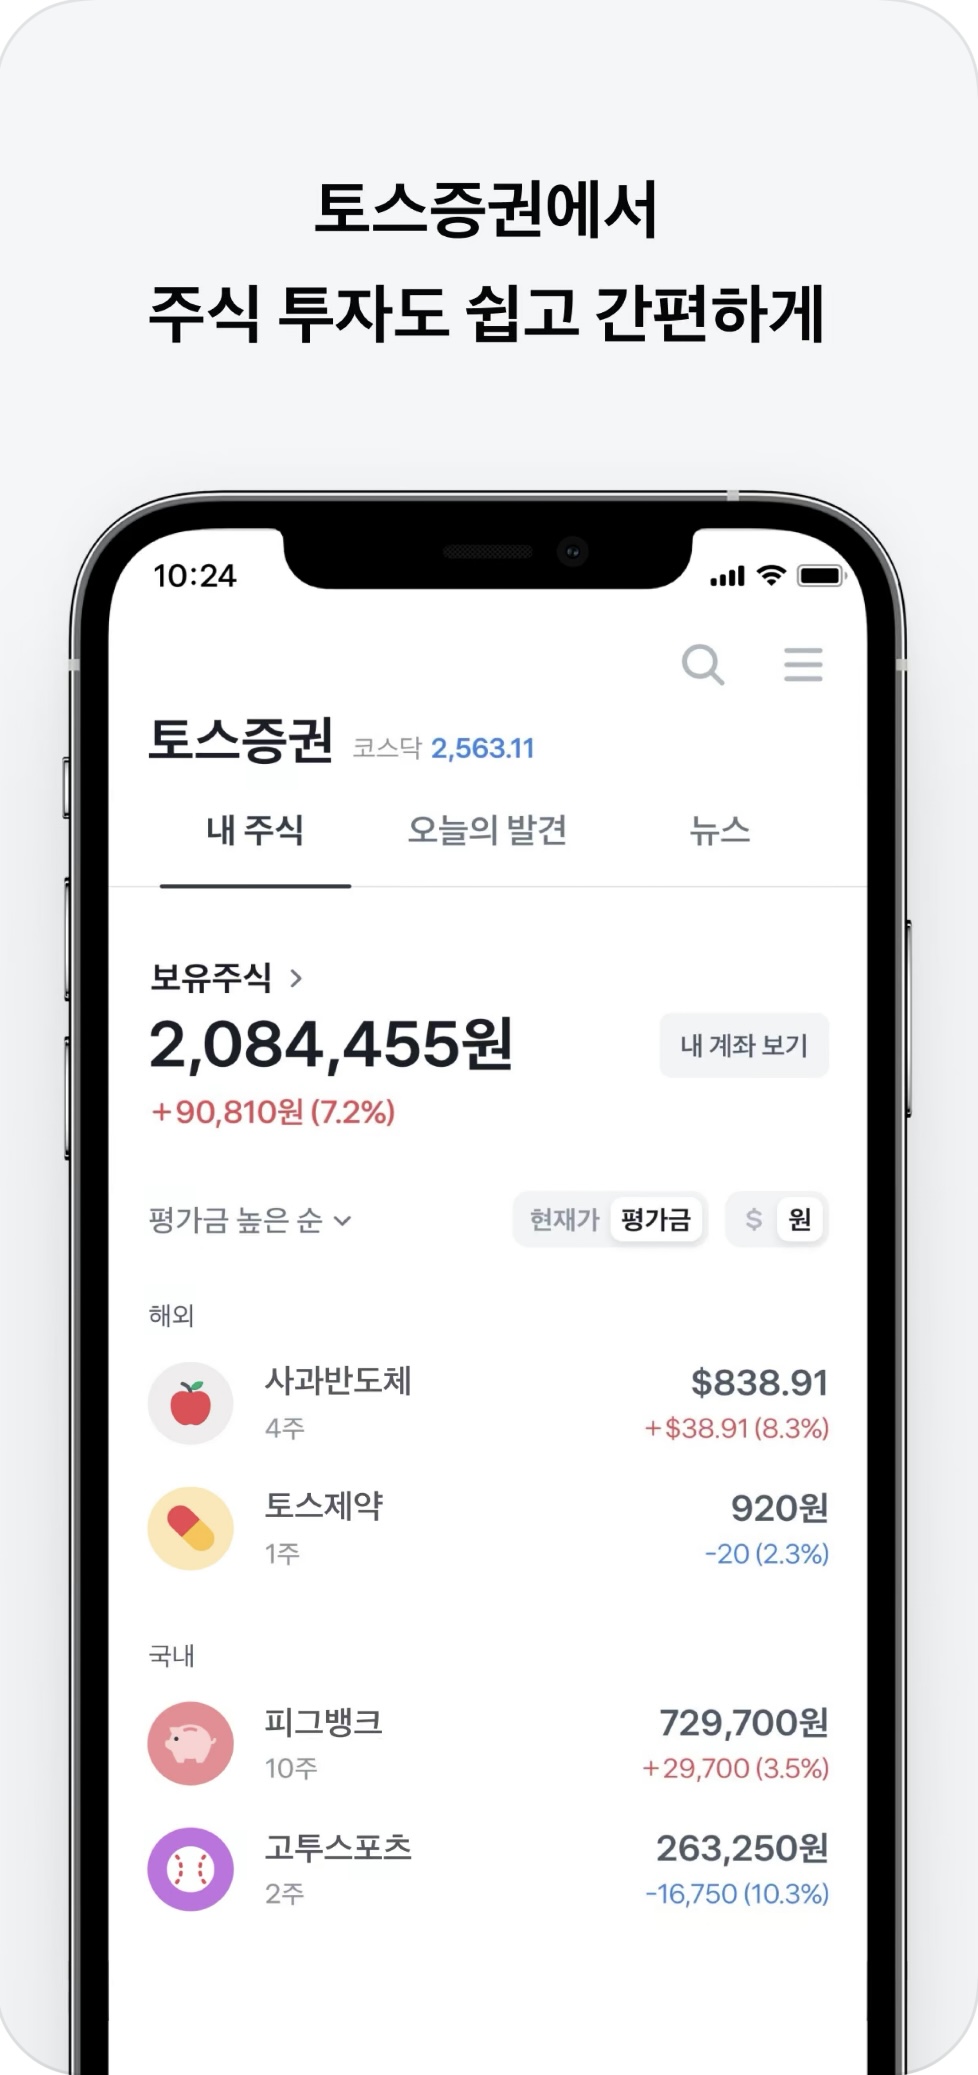 토스증권에서
주식 투자도 쉽고 간편하게
10:24
토스증권 코스닥 2,563.11
내 주식 오늘의 발견 뉴스
보유주식 >
2,084,455원 내 계좌 보기
+90,810원 (7.2%)
평가금 높은 순 현재가 평가금 $ 원
해외
사과반도체 $838.91
4주 +$38.91 (8.3%)
토스제약 920원
1주 -20 (2.3%)
국내
피그뱅크 729,700원
10주 +29,700 (3.5%)
고투스포츠 263,250원
2주 -16,750 (10.3%)